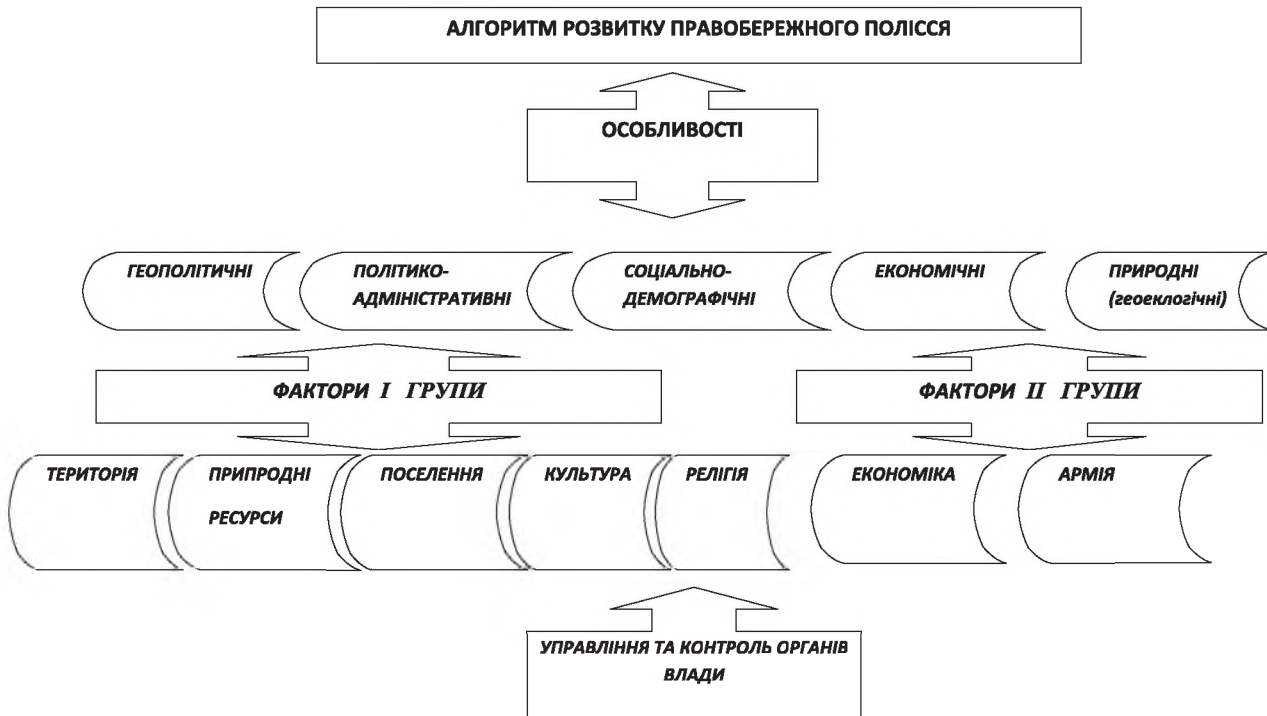 АЛГОРИТМ РОЗВИТКУ ПРАВОБЕРЕЖНОГО ПОЛІССЯ
ОСОБЛИВОСТІ
ГЕОПОЛІТИЧНІ
ПОЛІТИКО-
АДМІНІСТРАТИВНІ
СОЦІАЛЬНО-
ДЕМОГРАФІЧНІ
ЕКОНОМІЧНІ
ПРИРОДНІ
(геоеклогічні)
ФАКТОРИ І ГРУПИ
ФАКТОРИ ІІ ГРУПИ
ТЕРИТОРІЯ
ПРИПРОДНІ
РЕСУРСИ
ПОСЕЛЕННЯ
КУЛЬТУРА
РЕЛІГІЯ
ЕКОНОМІКА
АРМІЯ
УПРАВЛІННЯ ТА КОНТРОЛЬ ОРГАНІВ
ВЛАДИ